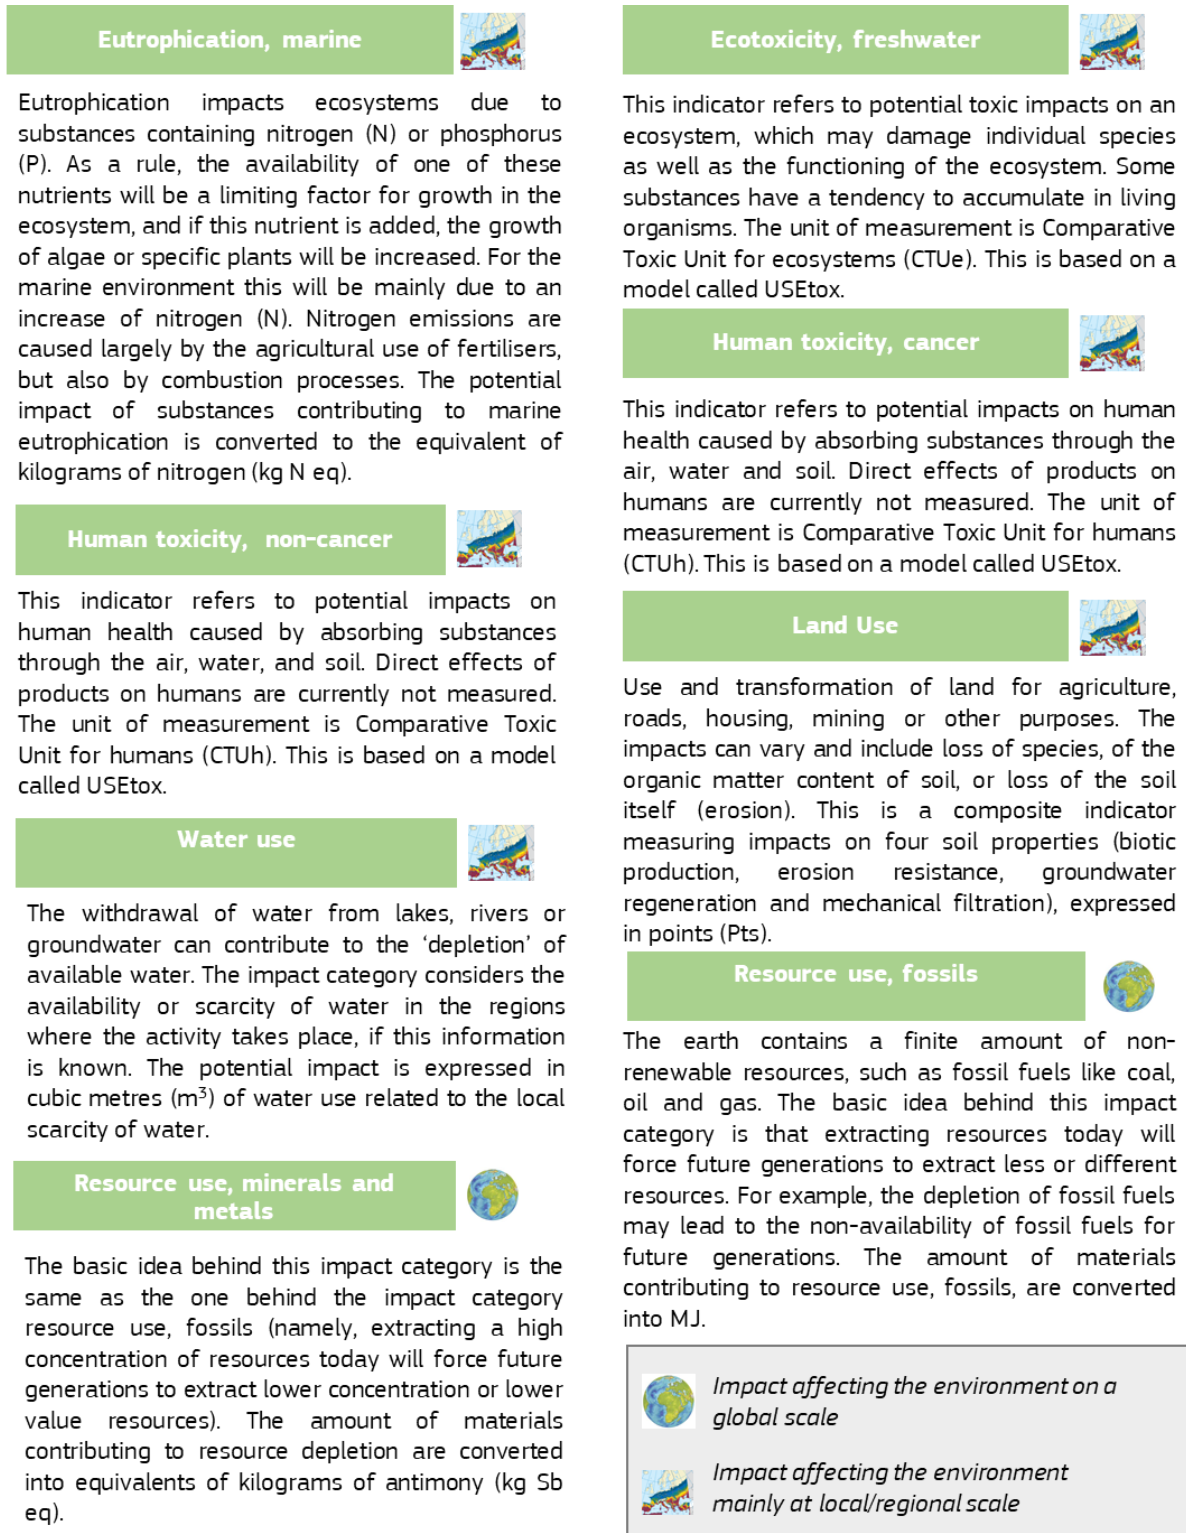 Eutrophication, marine
Eutrophication impacts ecosystems due to
substances containing nitrogen (N) or phosphorus
(P). As a rule, the availability of one of these
nutrients will be a limiting factor for growth in the
ecosystem, and if this nutrient is added, the growth
of algae or specific plants will be increased. For the
marine environment this will be mainly due to an
increase of nitrogen (N). Nitrogen emissions are
caused largely by the agricultural use of fertilisers,
but also by combustion processes. The potential
impact of substances contributing to marine
eutrophication is converted to the equivalent of
kilograms of nitrogen (kg N eq).
Human toxicity, non-cancer
This indicator refers to potential impacts on
human health caused by absorbing substances
through the air, water, and soil. Direct effects of
products on humans are currently not measured.
The unit of measurement is Comparative Toxic
Unit for humans (CTUh). This is based on a model
called USEtox.
Water use
The withdrawal of water from lakes, rivers or
groundwater can contribute to the ‘depletion’ of
available water. The impact category considers the
availability or scarcity of water in the regions
where the activity takes place, if this information
is known. The potential impact is expressed in
cubic metres (m³) of water use related to the local
scarcity of water.
Resource use, minerals and
metals
The basic idea behind this impact category is the
same as the one behind the impact category
resource use, fossils (namely, extracting a high
concentration of resources today will force future
generations to extract lower concentration or lower
value resources). The amount of materials
contributing to resource depletion are converted
into equivalents of kilograms of antimony (kg Sb
eq).
Ecotoxicity, freshwater
This indicator refers to potential toxic impacts on an
ecosystem, which may damage individual species
as well as the functioning of the ecosystem. Some
substances have a tendency to accumulate in living
organisms. The unit of measurement is Comparative
Toxic Unit for ecosystems (CTUe). This is based on a
model called USEtox.
Human toxicity, cancer
This indicator refers to potential impacts on human
health caused by absorbing substances through the
air, water and soil. Direct effects of products on
humans are currently not measured. The unit of
measurement is Comparative Toxic Unit for humans
(CTUh). This is based on a model called USEtox.
Land Use
Use and transformation of land for agriculture,
roads, housing, mining or other purposes. The
impacts can vary and include loss of species, of the
organic matter content of soil, or loss of the soil
itself (erosion). This is a composite indicator
measuring impacts on four soil properties (biotic
production, erosion resistance, groundwater
regeneration and mechanical filtration), expressed
in points (Pts).
Resource use, fossils
The earth contains a finite amount of non-
renewable resources, such as fossil fuels like coal,
oil and gas. The basic idea behind this impact
category is that extracting resources today will
force future generations to extract less or different
resources. For example, the depletion of fossil fuels
may lead to the non-availability of fossil fuels for
future generations. The amount of materials
contributing to resource use, fossils, are converted
into MJ.
Impact affecting the environment on a
global scale
Impact affecting the environment
mainly at local/regional scale